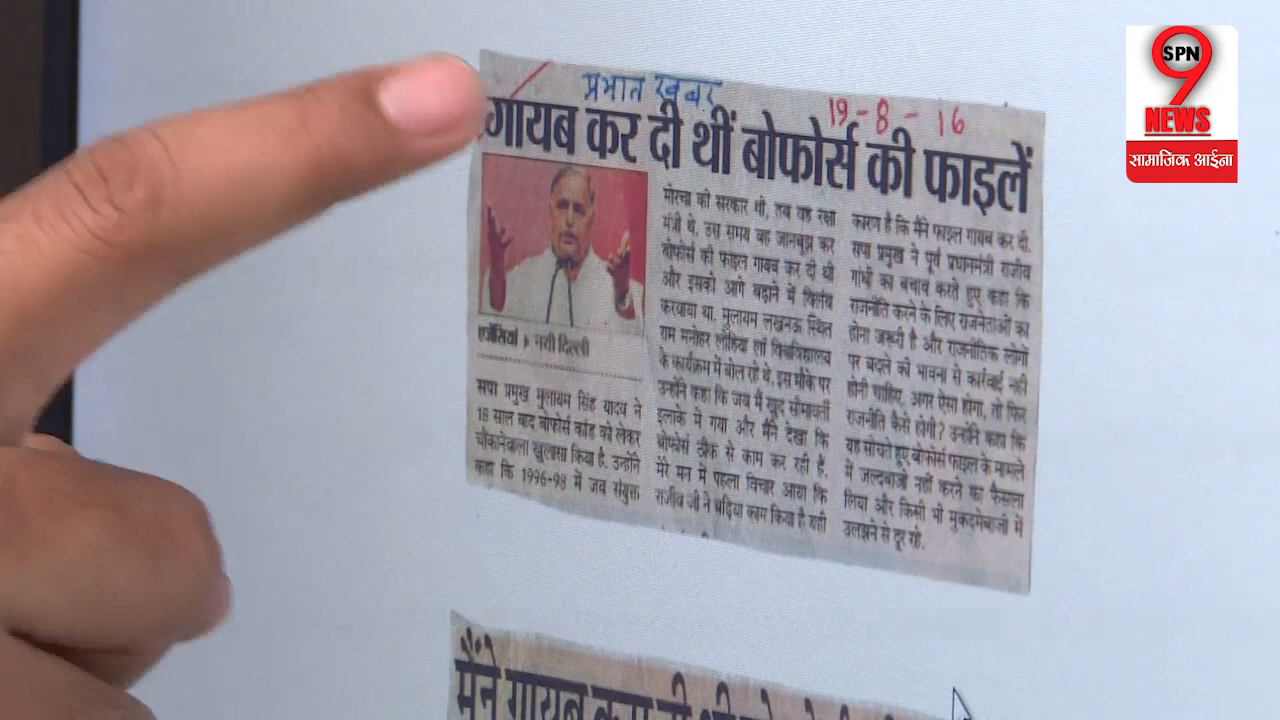 SPN
9
NEWS
सामाजिक आईना
प्रभात खबर
19-8-16
गायब कर दी थीं बोफोर्स की फाइलें
एजेंसियां नयी दिल्ली
सपा प्रमुख मुलायम सिंह यादव ने
18 साल बाद बोफोर्स कांड को लेकर
चौंकानेवाला खुलासा किया है. उन्होंने
कहा कि 1996-98 में जब संयुक्त
मोरचा की सरकार थी, तब वह रक्षा
मंत्री थे. उस समय वह जानबूझ कर
बोफोर्स की फाइल गायब कर दी थी
और इसको आगे बढ़ाने में विलंब
करवाया था. मुलायम लखनऊ स्थित
राम मनोहर लोहिया लॉ विश्वविद्यालय
के कार्यक्रम में बोल रहे थे. इस मौके पर
उन्होंने कहा कि जब मैं खुद सीमावर्ती
इलाके में गया और मैंने देखा कि
बोफोर्स ठीक से काम कर रही है.
मेरे मन में पहला विचार आया कि
राजीव जी ने बढ़िया काम किया है. यही
कारण है कि मैंने फाइल गायब कर दी.
सपा प्रमुख ने पूर्व प्रधानमंत्री राजीव
गांधी का बचाव करते हुए कहा कि
राजनीति करने के लिए राजनेताओं का
होना जरूरी है और राजनीतिक लोगों
पर बदले की भावना से कार्रवाई नहीं
होनी चाहिए. अगर ऐसा होगा, तो फिर
राजनीति कैसे होगी? उन्होंने कहा कि
यह सोचते हुए बोफोर्स फाइल के मामले
में जल्दबाजी नहीं करने का फैसला
लिया और किसी भी मुकदमेबाजी में
उलझने से दूर रहे.
मैंने गायब